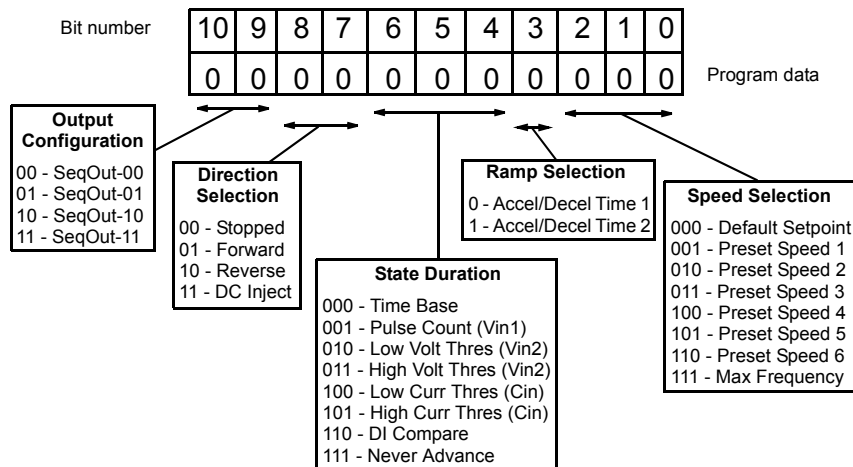 Bit number
10 9 8 7 6 5 4 3 2 1 0
0 0 0 0 0 0 0 0 0 0 0
Program data
Output
Configuration
00 - SeqOut-00
01 - SeqOut-01
10 - SeqOut-10
11 - SeqOut-11
Direction
Selection
00 - Stopped
01 - Forward
10 - Reverse
11 - DC Inject
State Duration
000 - Time Base
001 - Pulse Count (Vin1)
010 - Low Volt Thres (Vin2)
011 - High Volt Thres (Vin2)
100 - Low Curr Thres (Cin)
101 - High Curr Thres (Cin)
110 - DI Compare
111 - Never Advance
Ramp Selection
0 - Accel/Decel Time 1
1 - Accel/Decel Time 2
Speed Selection
000 - Default Setpoint
001 - Preset Speed 1
010 - Preset Speed 2
011 - Preset Speed 3
100 - Preset Speed 4
101 - Preset Speed 5
110 - Preset Speed 6
111 - Max Frequency